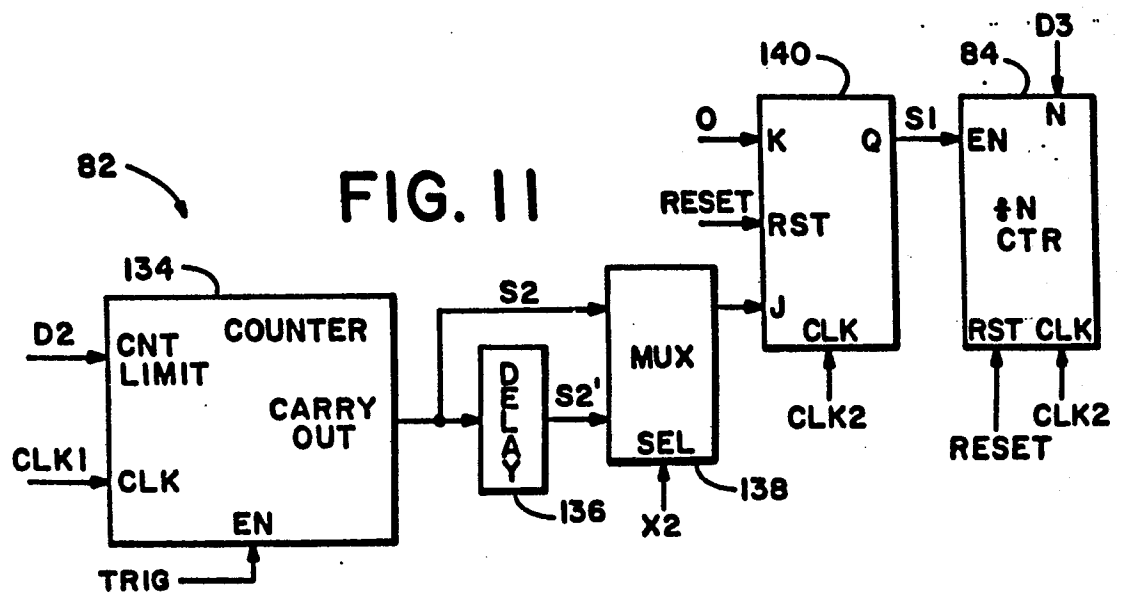 D3
140
84
O
K
Q
S1
EN
N
82
FIG. 11
RESET
RST
÷N
CTR
134
S2
J
CLK
RST CLK
D2
CNT
LIMIT
COUNTER
DELAY
S2'
MUX
CARRY
OUT
SEL
CLK2
CLK2
RESET
CLK1
CLK
136
138
X2
EN
TRIG